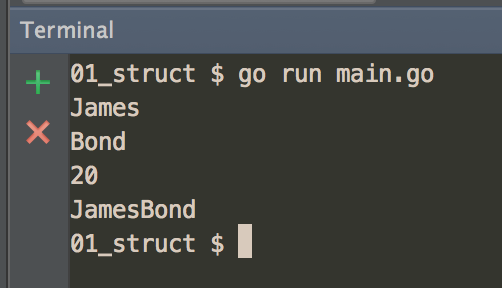 Terminal
01_struct $ go run main.go
James
Bond
20
JamesBond
01_struct $